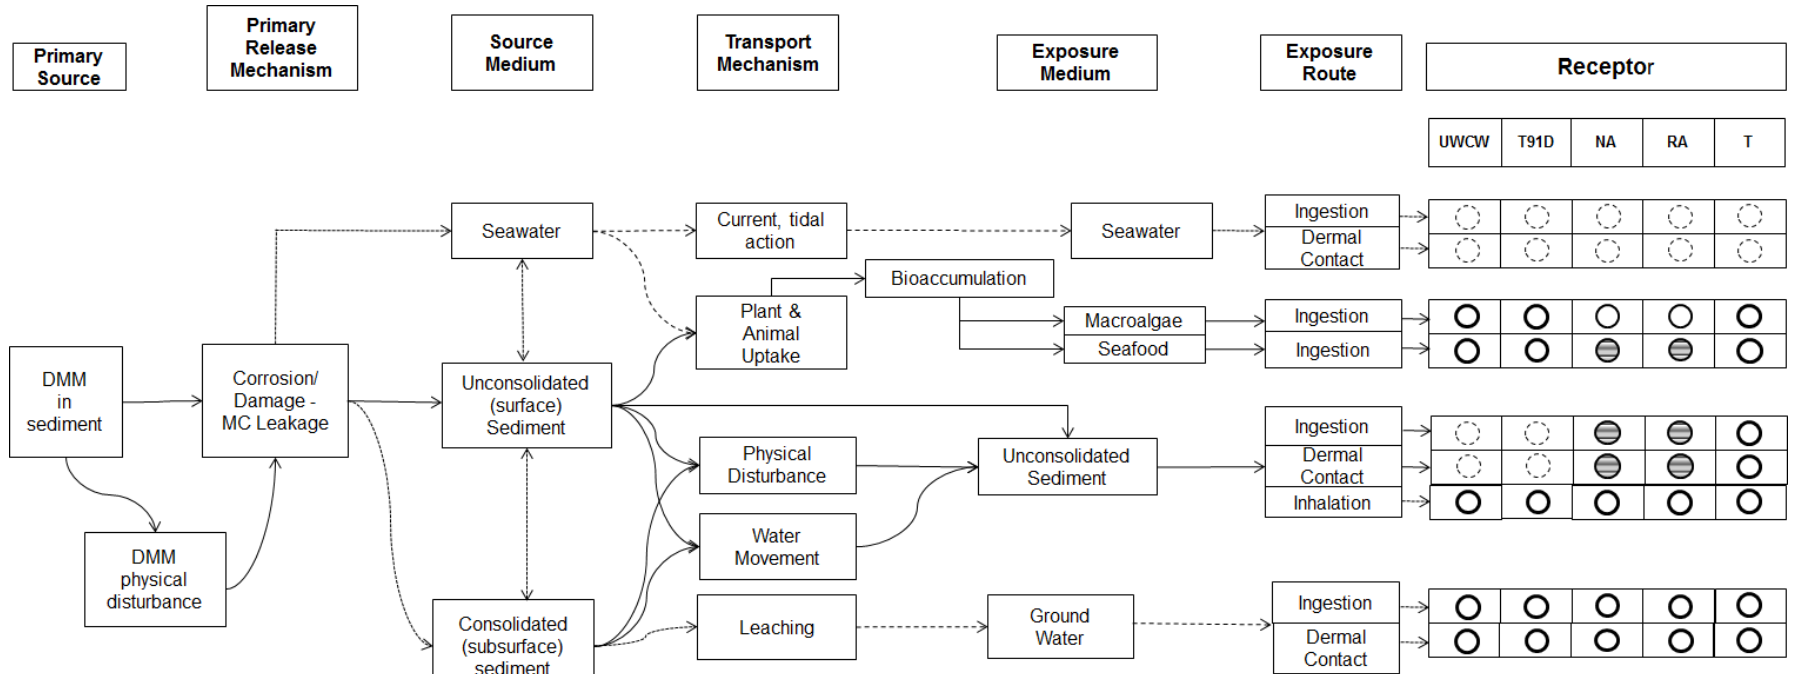 Primary
Source
Primary
Release
Mechanism
Source
Medium
Transport
Mechanism
Exposure
Medium
Exposure
Route
Receptor
UWCW T91D NA RA T
Seawater
Current, tidal
action
Seawater
Ingestion
Dermal
Contact
Bioaccumulation
Plant &
Animal
Uptake
Macroalgae
Seafood
Ingestion
Ingestion
DMM
in
sediment
Corrosion/
Damage -
MC Leakage
Unconsolidated
(surface)
Sediment
Physical
Disturbance
Unconsolidated
Sediment
Ingestion
Dermal
Contact
Inhalation
DMM
physical
disturbance
Water
Movement
Consolidated
(subsurface)
sediment
Leaching
Ground
Water
Ingestion
Dermal
Contact